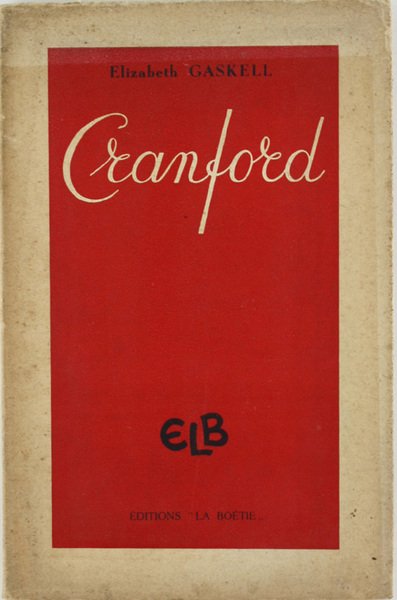 Elizabeth GASKELL
Cranford
ELB
ÉDITIONS "LA BOÉTIE"